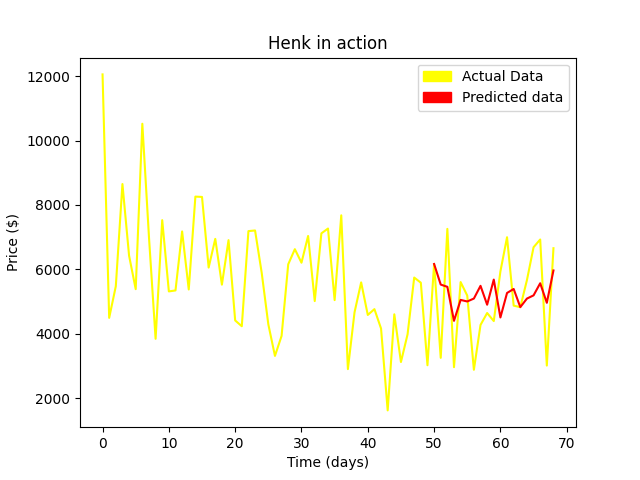 Henk in action
Actual Data
Predicted data
Price ($)
12000
10000
8000
6000
4000
2000
0 10 20 30 40 50 60 70
Time (days)